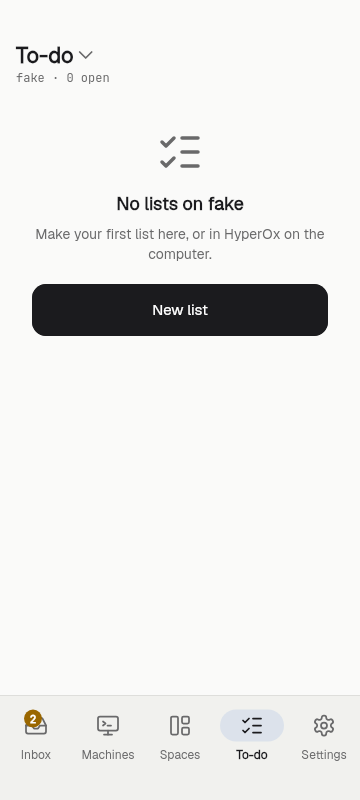 To-do
fake · 0 open
No lists on fake
Make your first list here, or in HyperOx on the
computer.
New list
2
Inbox
Machines
Spaces
To-do
Settings